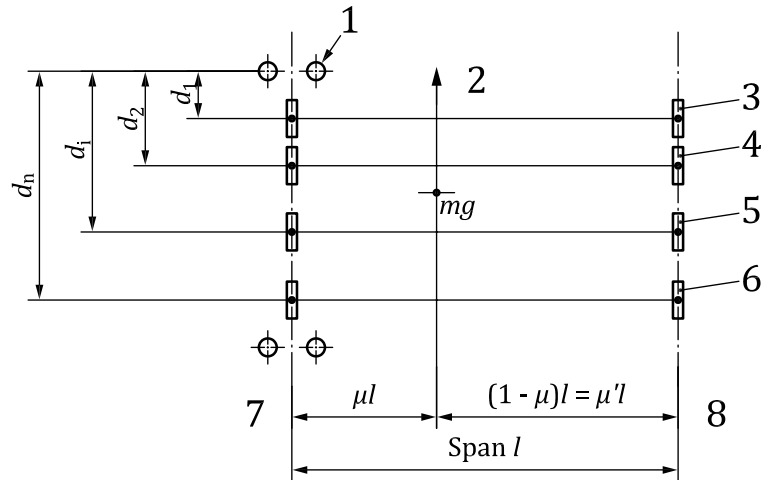 1
2
3
4
5
6
d₁
d₂
dᵢ
dₙ
mg
7
μl
(1 - μ)l = μ'l
8
Span l